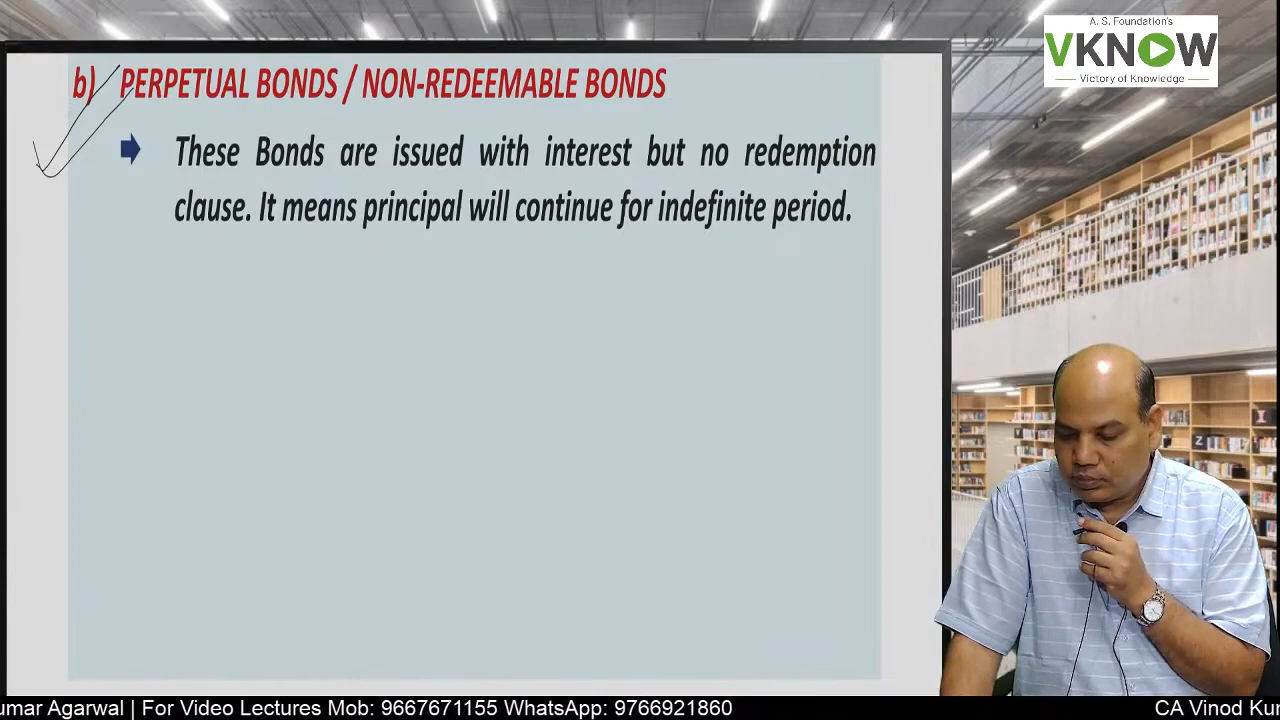 A. S. Foundation's
VKNOW
Victory of Knowledge
b) PERPETUAL BONDS / NON-REDEEMABLE BONDS
These Bonds are issued with interest but no redemption
clause. It means principal will continue for indefinite period.
umar Agarwal | For Video Lectures Mob: 9667671155 WhatsApp: 9766921860
CA Vinod Kur